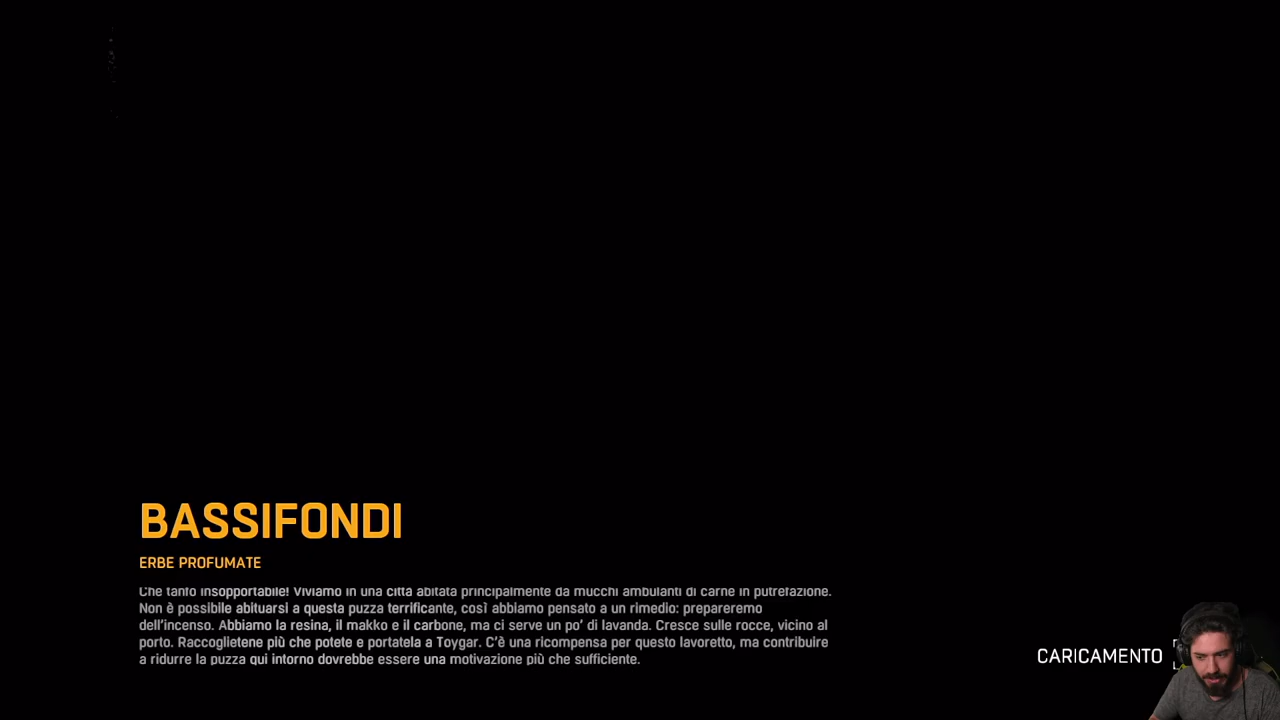 BASSIFONDI
ERBE PROFUMATE
Che tanfo insopportabile! Viviamo in una città abitata principalmente da mucchi ambulanti di carne in putrefazione.
Non è possibile abituarsi a questa puzza terrificante, così abbiamo pensato a un rimedio: prepareremo
dell'incenso. Abbiamo la resina, il makko e il carbone, ma ci serve un po' di lavanda. Cresce sulle rocce, vicino al
porto. Raccoglietene più che potete e portatela a Toygar. C'è una ricompensa per questo lavoretto, ma contribuire
a ridurre la puzza qui intorno dovrebbe essere una motivazione più che sufficiente.
CARICAMENTO